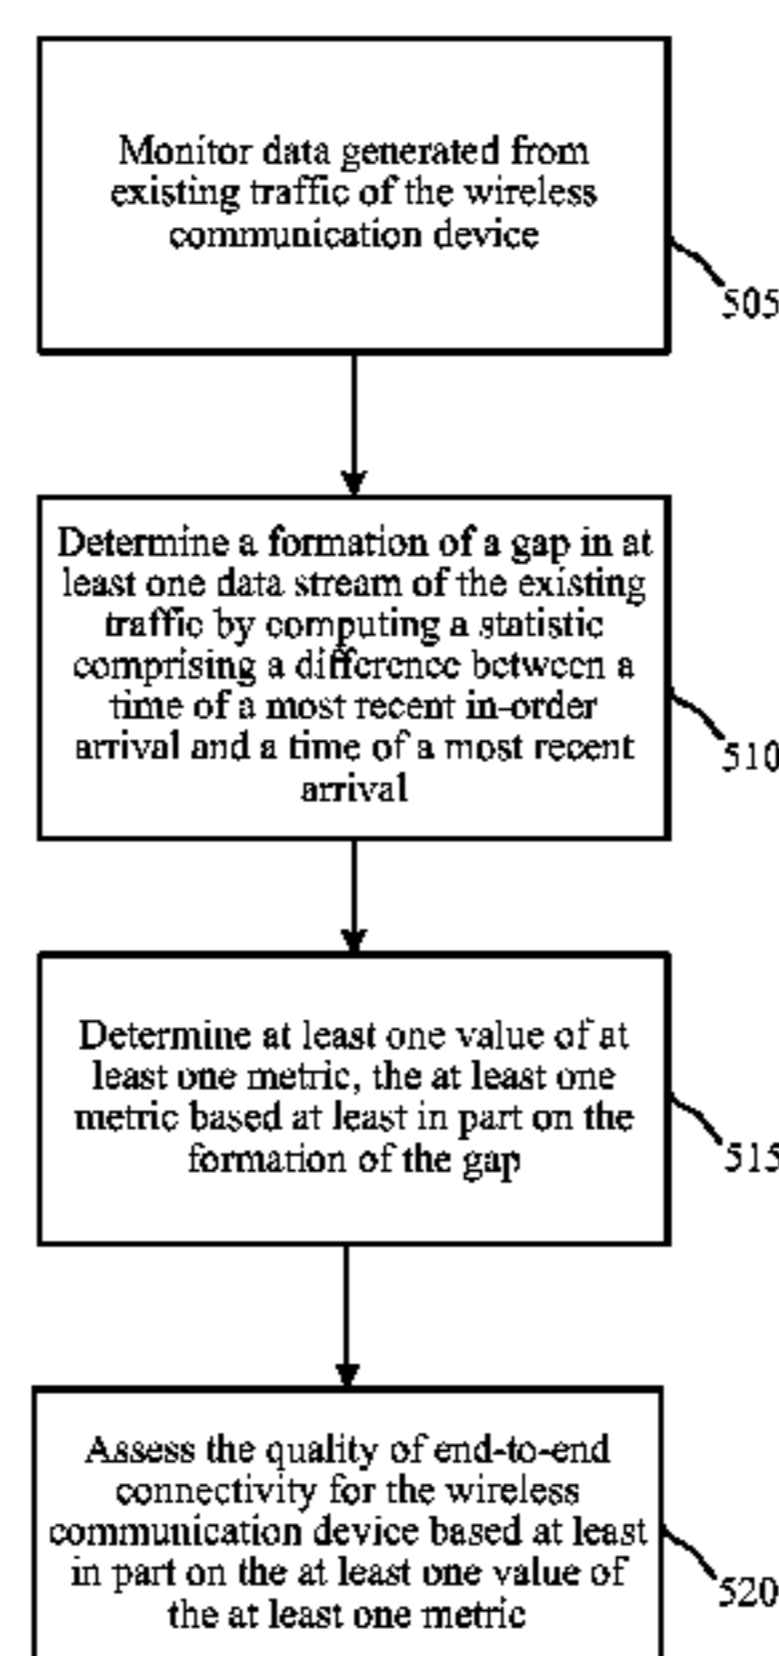 Monitor data generated from
existing traffic of the wireless
communication device
505
Determine a formation of a gap in at
least one data stream of the existing
traffic by computing a statistic
comprising a difference between a
time of a most recent in-order
arrival and a time of a most recent
arrival
510
Determine at least one value of at
least one metric, the at least one
metric based at least in part on the
formation of the gap
515
Assess the quality of end-to-end
connectivity for the wireless
communication device based at least
in part on the at least one value of
the at least one metric
520